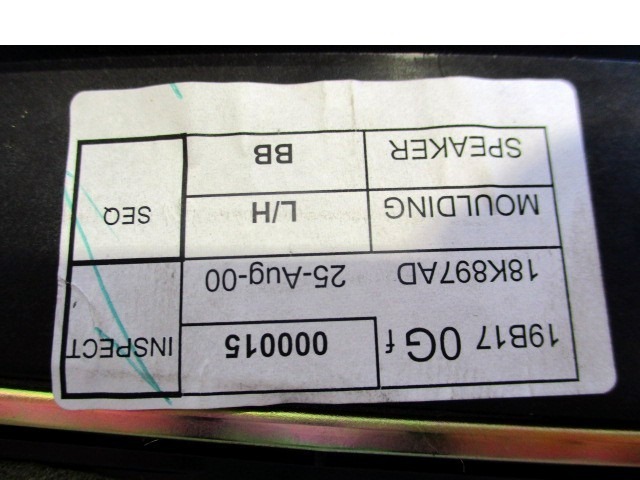 19B17 0G f 000015 INSPECT
18K897AD 25-Aug-00
MOULDING L/H SEQ
SPEAKER BB